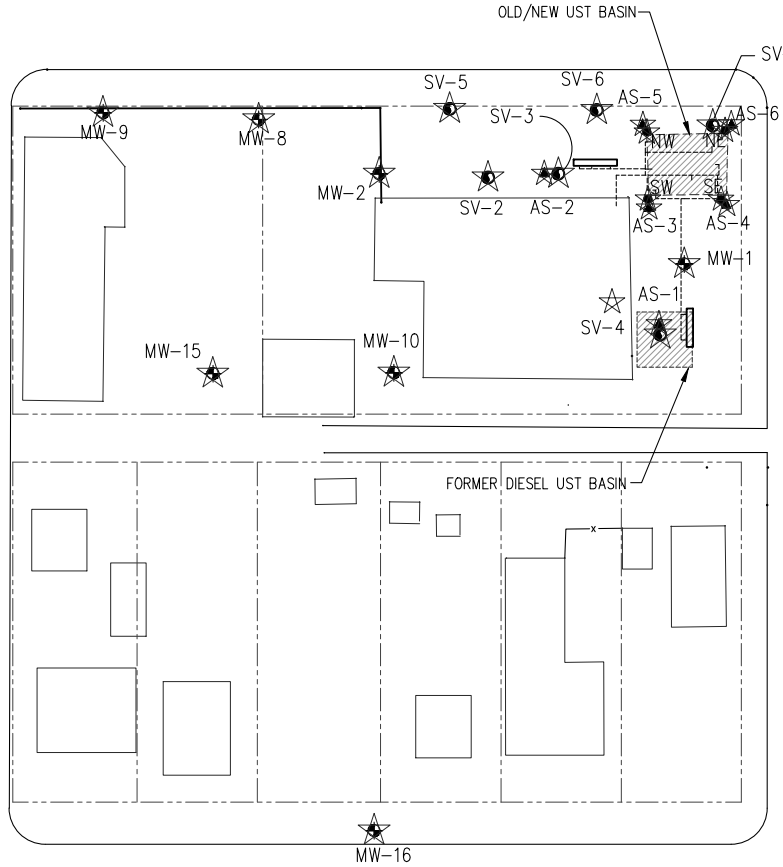 OLD/NEW UST BASIN
SV
SV-5
SV-6
AS-5
AS-6
SV-3
MW-9
MW-8
NW
NE
MW-2
SV-2
AS-2
SW
SE
AS-3
AS-4
MW-1
AS-1
SV-4
MW-15
MW-10
FORMER DIESEL UST BASIN
x
MW-16